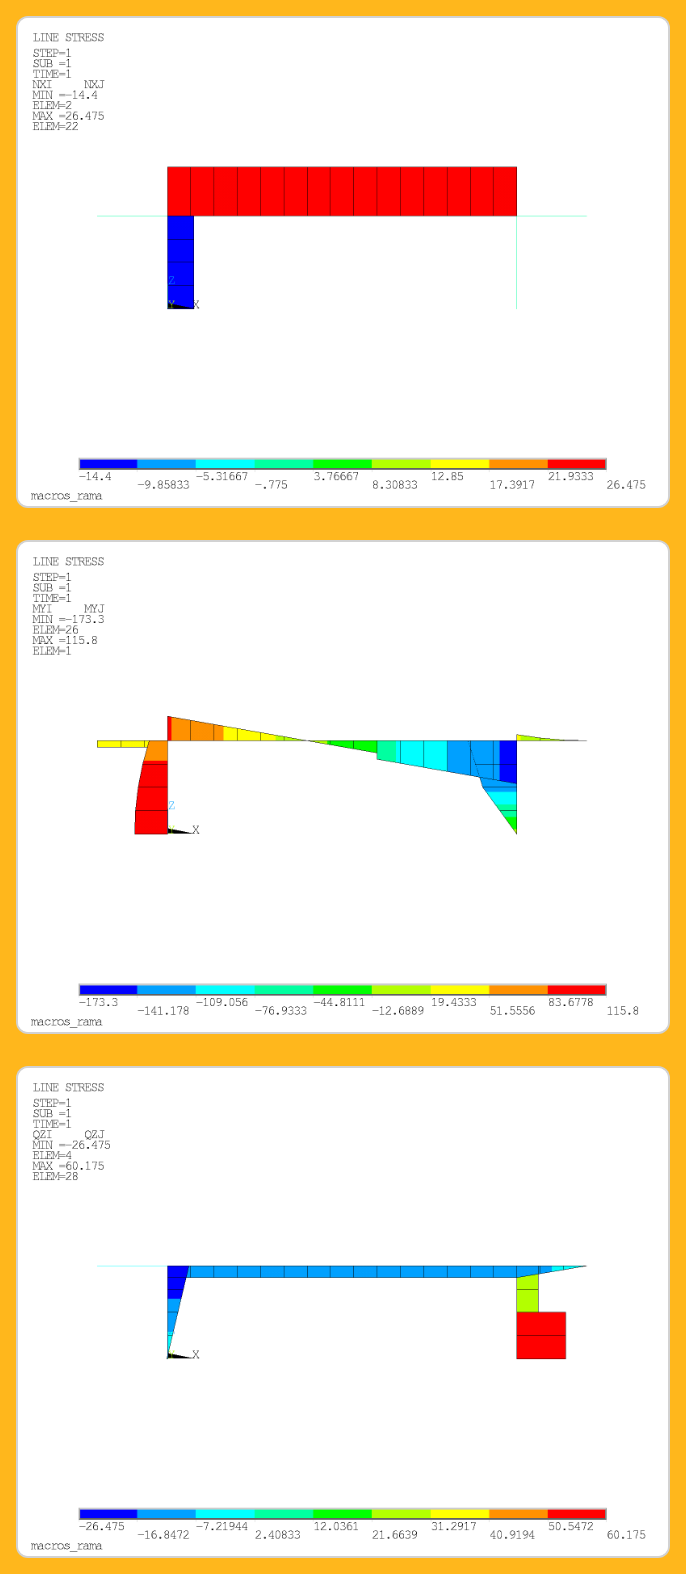 LINE STRESS
STEP=1
SUB =1
TIME=1
NXI NXJ
MIN =-14.4
ELEM=2
MAX =26.475
ELEM=22
Z
Y X
-14.4 -5.31667 3.76667 12.85 21.9333
-9.85833 -.775 8.30833 17.3917 26.475
macros_rama
LINE STRESS
STEP=1
SUB =1
TIME=1
MYI MYJ
MIN =-173.3
ELEM=26
MAX =115.8
ELEM=1
Z
X
-173.3 -109.056 -44.8111 19.4333 83.6778
-141.178 -76.9333 -12.6889 51.5556 115.8
macros_rama
LINE STRESS
STEP=1
SUB =1
TIME=1
QZI QZJ
MIN =-26.475
ELEM=4
MAX =60.175
ELEM=28
X
-26.475 -7.21944 12.0361 31.2917 50.5472
-16.8472 2.40833 21.6639 40.9194 60.175
macros_rama